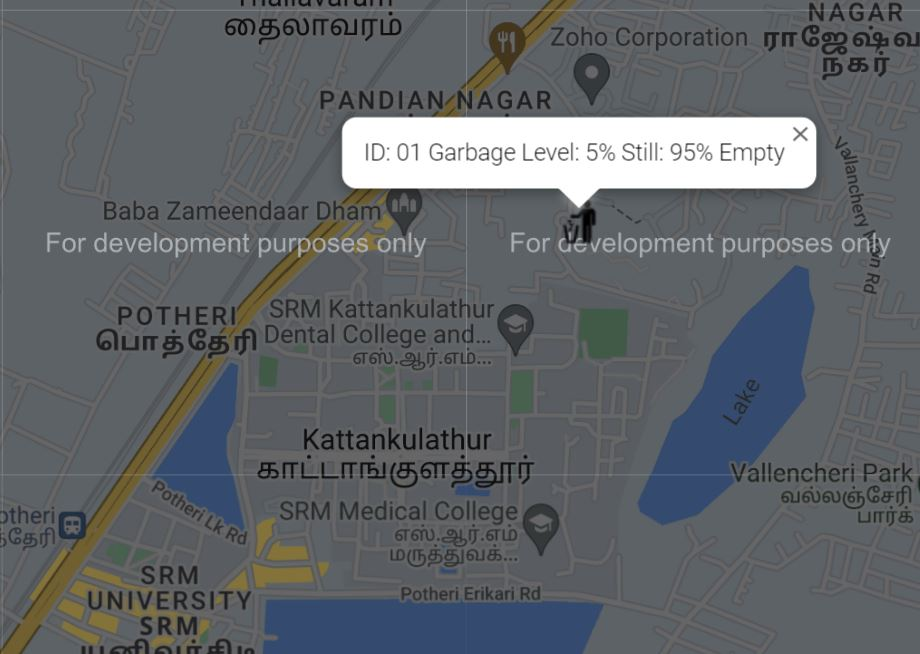 தைலாவரம்
NAGAR
ராஜேஷ்வ
நகர்
Zoho Corporation
PANDIAN NAGAR
ID: 01 Garbage Level: 5% Still: 95% Empty
Vallanchery Main Rd
Baba Zameendaar Dham
For development purposes only
For development purposes only
POTHERI
பொத்தேரி
SRM Kattankulathur
Dental College and...
எஸ்.ஆர்.எம்...
Lake
Kattankulathur
காட்டாங்குளத்தூர்
Vallencheri Park
வல்லஞ்சேரி
பார்க்
Potheri Lk Rd
SRM Medical College
எஸ்.ஆர்.எம்
மருத்துவக்...
otheri
த்தேரி
SRM
UNIVERSITY
SRM
Potheri Erikari Rd